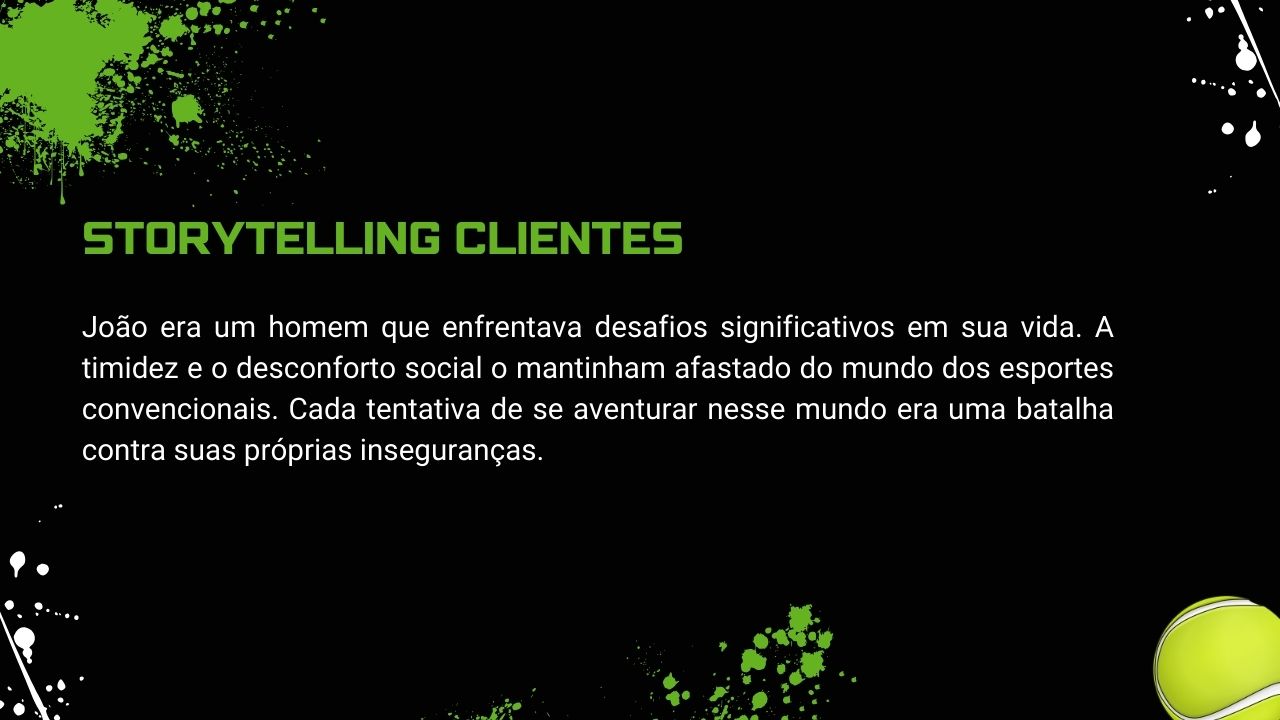 STORYTELLING CLIENTES
João era um homem que enfrentava desafios significativos em sua vida. A
timidez e o desconforto social o mantinham afastado do mundo dos esportes
convencionais. Cada tentativa de se aventurar nesse mundo era uma batalha
contra suas próprias inseguranças.